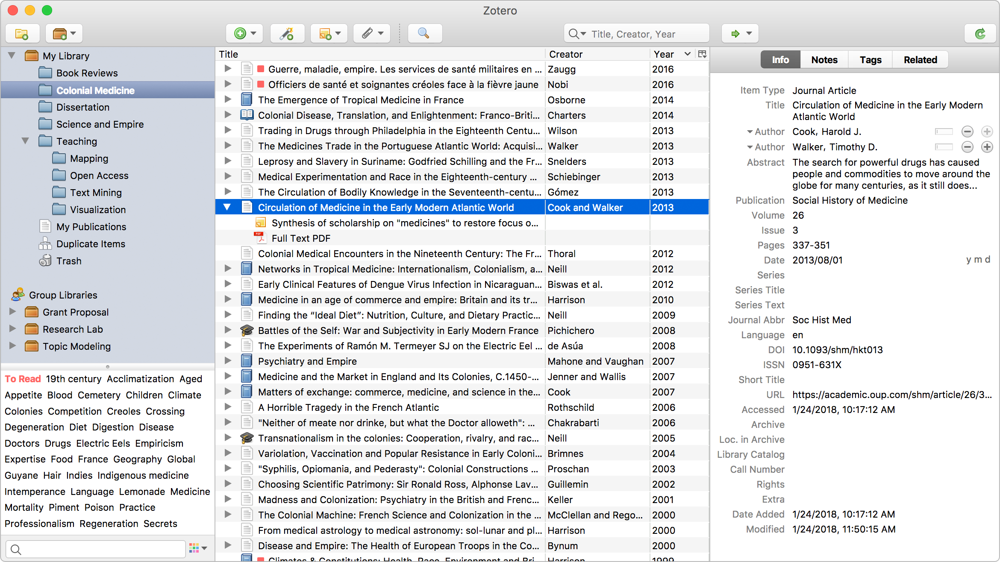 Zotero
Title, Creator, Year
My Library
Book Reviews
Colonial Medicine
Dissertation
Science and Empire
Teaching
Mapping
Open Access
Text Mining
Visualization
My Publications
Duplicate Items
Trash
Group Libraries
Grant Proposal
Research Lab
Topic Modeling
To Read 19th century Acclimatization Aged
Appetite Blood Cemetery Children Climate
Colonies Competition Creoles Crossing
Degeneration Diet Digestion Disease
Doctors Drugs Electric Eels Empiricism
Expertise Food France Geography Global
Guyane Hair Indies Indigenous medicine
Intemperance Language Lemonade Medicine
Mortality Piment Poison Practice
Professionalism Regeneration Secrets
Title Creator Year
Guerre, maladie, empire. Les services de santé militaires en ... Zaugg 2016
Officiers de santé et soignantes créoles face à la fièvre jaune Nobi 2016
The Emergence of Tropical Medicine in France Osborne 2014
Colonial Disease, Translation, and Enlightenment: Franco-Briti... Charters 2014
Trading in Drugs through Philadelphia in the Eighteenth Centu... Wilson 2013
The Medicines Trade in the Portuguese Atlantic World: Acquisi... Walker 2013
Leprosy and Slavery in Suriname: Godfried Schilling and the Fr... Snelders 2013
Medical Experimentation and Race in the Eighteenth-century ... Schiebinger 2013
The Circulation of Bodily Knowledge in the Seventeenth-centu... Gómez 2013
Circulation of Medicine in the Early Modern Atlantic World Cook and Walker 2013
Synthesis of scholarship on "medicines" to restore focus o...
PDF Full Text PDF
Colonial Medical Encounters in the Nineteenth Century: The Fr... Thoral 2012
Networks in Tropical Medicine: Internationalism, Colonialism, a... Neill 2012
Early Clinical Features of Dengue Virus Infection in Nicaraguan... Biswas et al. 2012
Medicine in an age of commerce and empire: Britain and its tr... Harrison 2010
Finding the “Ideal Diet”: Nutrition, Culture, and Dietary Practic... Neill 2009
Battles of the Self: War and Subjectivity in Early Modern France Pichichero 2008
The Experiments of Ramón M. Termeyer SJ on the Electric Eel ... de Asúa 2008
Psychiatry and Empire Mahone and Vaughan 2007
Medicine and the Market in England and Its Colonies, C.1450-... Jenner and Wallis 2007
Matters of exchange: commerce, medicine, and science in the... Cook 2007
A Horrible Tragedy in the French Atlantic Rothschild 2006
"Neither of meate nor drinke, but what the Doctor alloweth": ... Chakrabarti 2006
Transnationalism in the colonies: Cooperation, rivalry, and rac... Neill 2005
Variolation, Vaccination and Popular Resistance in Early Coloni... Brimnes 2004
"Syphilis, Opiomania, and Pederasty": Colonial Constructions ... Proschan 2003
Choosing Scientific Patrimony: Sir Ronald Ross, Alphonse Lav... Guillemin 2002
Madness and Colonization: Psychiatry in the British and Frenc... Keller 2001
The Colonial Machine: French Science and Colonization in the ... McClellan and Rego... 2000
From medical astrology to medical astronomy: sol-lunar and pl... Harrison 2000
Disease and Empire: The Health of European Troops in the Co... Bynum 2000
Climates & Constitutions: Health, Race, Environment and Bri... Harrison 1999
Info Notes Tags Related
Item Type Journal Article
Title Circulation of Medicine in the Early Modern
Atlantic World
Author Cook, Harold J.
Author Walker, Timothy D.
Abstract The search for powerful drugs has caused
people and commodities to move around the
globe for many centuries, as it still does...
Publication Social History of Medicine
Volume 26
Issue 3
Pages 337-351
Date 2013/08/01 y m d
Series
Series Title
Series Text
Journal Abbr Soc Hist Med
Language en
DOI 10.1093/shm/hkt013
ISSN 0951-631X
Short Title
URL https://academic.oup.com/shm/article/26/3...
Accessed 1/24/2018, 10:17:12 AM
Archive
Loc. in Archive
Library Catalog
Call Number
Rights
Extra
Date Added 1/24/2018, 10:17:12 AM
Modified 1/24/2018, 11:50:15 AM